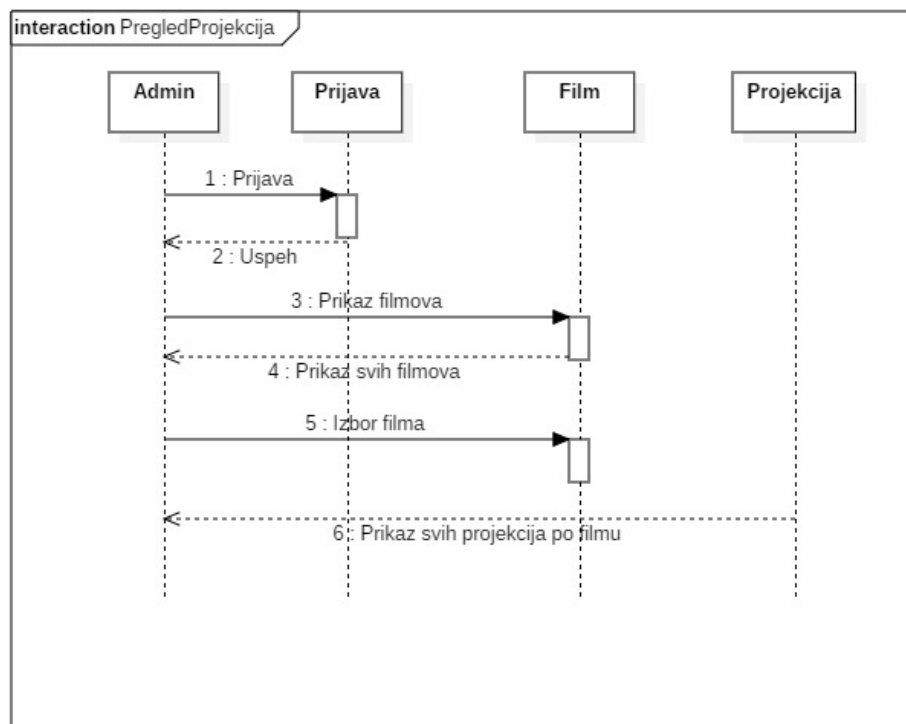 interaction PregledProjekcija
Admin
Prijava
Film
Projekcija
1 : Prijava
2 : Uspeh
3 : Prikaz filmova
4 : Prikaz svih filmova
5 : Izbor filma
6 : Prikaz svih projekcija po filmu